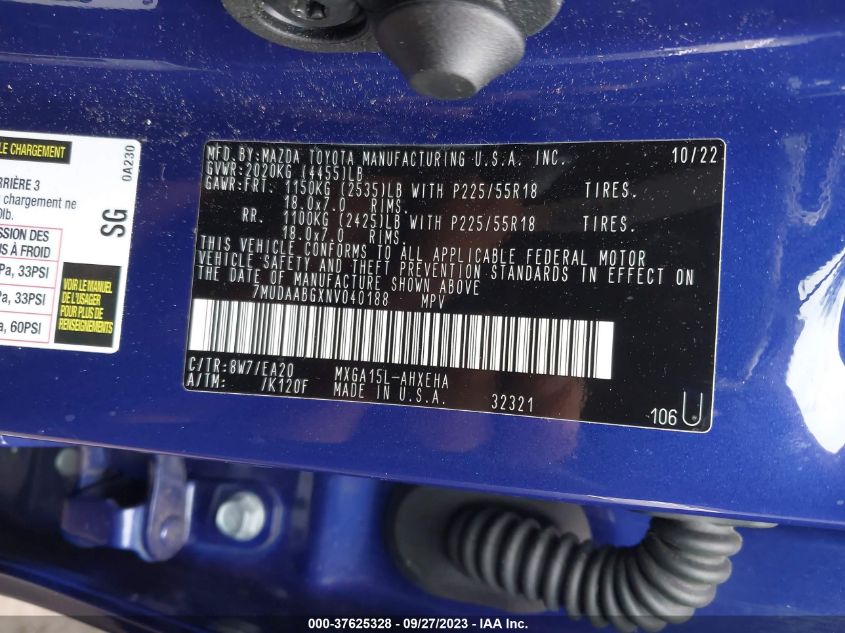 LE CHARGEMENT
0A230
RIÈRE 3
chargement ne
0lb.
SG
SSION DES
S À FROID
Pa, 33PSI
Pa, 33PSI
a, 60PSI
VOIR LE MANUEL
DE L'USAGER
POUR PLUS DE
RENSEIGNEMENTS
MFD.BY:MAZDA TOYOTA MANUFACTURING U.S.A. INC. 10/22
GVWR:2020KG (4455)LB
GAWR:FRT. 1150KG (2535)LB WITH P225/55R18 TIRES.
18.0x7.0 RIMS.
RR. 1100KG (2425)LB WITH P225/55R18 TIRES.
18.0x7.0 RIMS.
THIS VEHICLE CONFORMS TO ALL APPLICABLE FEDERAL MOTOR
VEHICLE SAFETY AND THEFT PREVENTION STANDARDS IN EFFECT ON
THE DATE OF MANUFACTURE SHOWN ABOVE
7MUDAABGXNV040188 MPV
C/TR:8W7/EA20 MXGA15L-AHXEHA
A/TM: /K120F MADE IN U.S.A. 32321
106 U
000-37625328 - 09/27/2023 - IAA Inc.